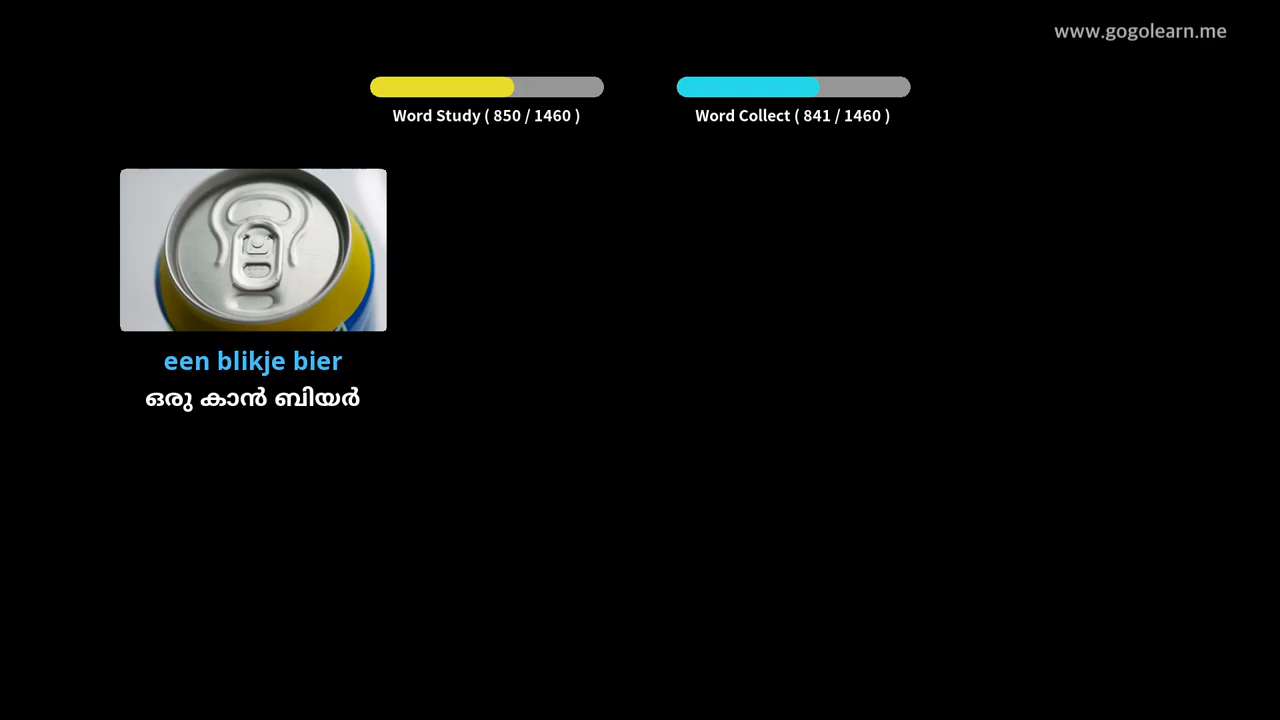 www.gogolearn.me
Word Study ( 850 / 1460 )
Word Collect ( 841 / 1460 )
een blikje bier
ഒരു കാൻ ബിയർ